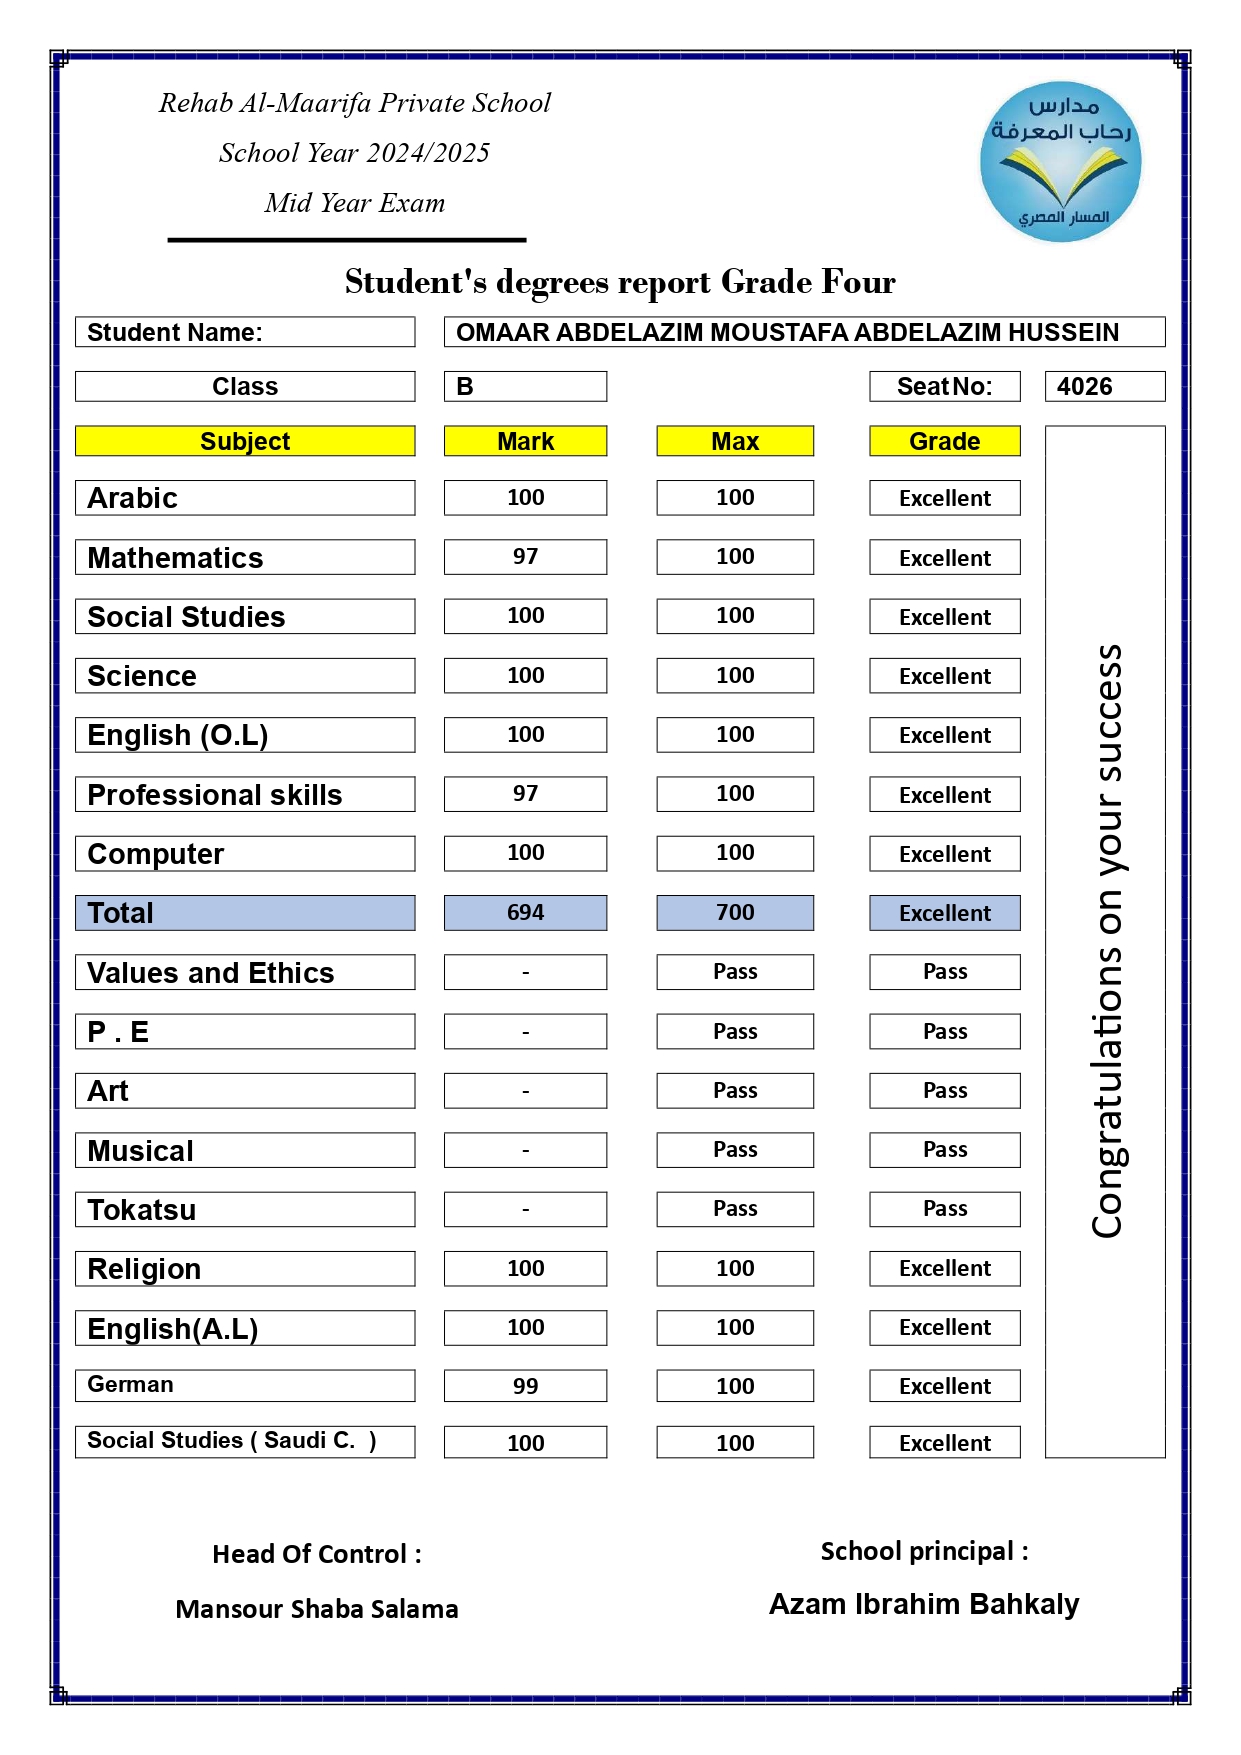 Rehab Al-Maarifa Private School
School Year 2024/2025
Mid Year Exam
مدارس
رحاب المعرفة
المسار المصري
Student's degrees report Grade Four
Student Name: OMAAR ABDELAZIM MOUSTAFA ABDELAZIM HUSSEIN
Class B Seat No: 4026
Subject Mark Max Grade
Arabic 100 100 Excellent
Mathematics 97 100 Excellent
Social Studies 100 100 Excellent
Science 100 100 Excellent
English (O.L) 100 100 Excellent
Professional skills 97 100 Excellent
Computer 100 100 Excellent
Total 694 700 Excellent
Values and Ethics - Pass Pass
P . E - Pass Pass
Art - Pass Pass
Musical - Pass Pass
Tokatsu - Pass Pass
Religion 100 100 Excellent
English(A.L) 100 100 Excellent
German 99 100 Excellent
Social Studies ( Saudi C. ) 100 100 Excellent
Congratulations on your success
Head Of Control :
Mansour Shaba Salama
School principal :
Azam Ibrahim Bahkaly